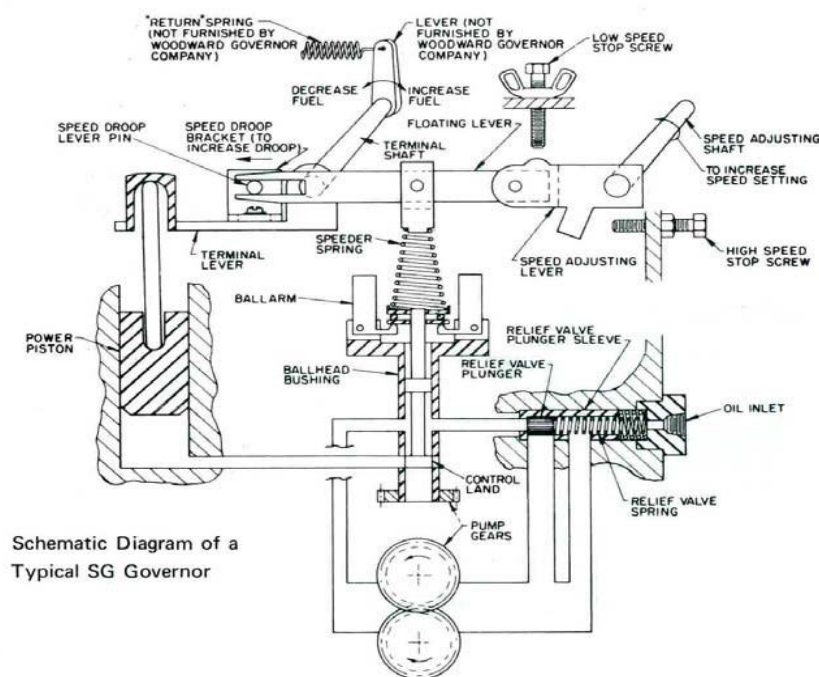 "RETURN" SPRING
(NOT FURNISHED BY
WOODWARD GOVERNOR
COMPANY)
LEVER (NOT
FURNISHED BY
WOODWARD GOVERNOR
COMPANY)
LOW SPEED
STOP SCREW
DECREASE
FUEL
INCREASE
FUEL
SPEED DROOP
LEVER PIN
SPEED DROOP
BRACKET (TO
INCREASE DROOP)
TERMINAL
SHAFT
FLOATING LEVER
SPEED ADJUSTING
SHAFT
TO INCREASE
SPEED SETTING
TERMINAL
LEVER
SPEEDER
SPRING
SPEED ADJUSTING
LEVER
HIGH SPEED
STOP SCREW
BALLARM
POWER
PISTON
BALLHEAD
BUSHING
RELIEF VALVE
PLUNGER SLEEVE
RELIEF VALVE
PLUNGER
OIL INLET
CONTROL
LAND
RELIEF VALVE
SPRING
PUMP
GEARS
Schematic Diagram of a
Typical SG Governor